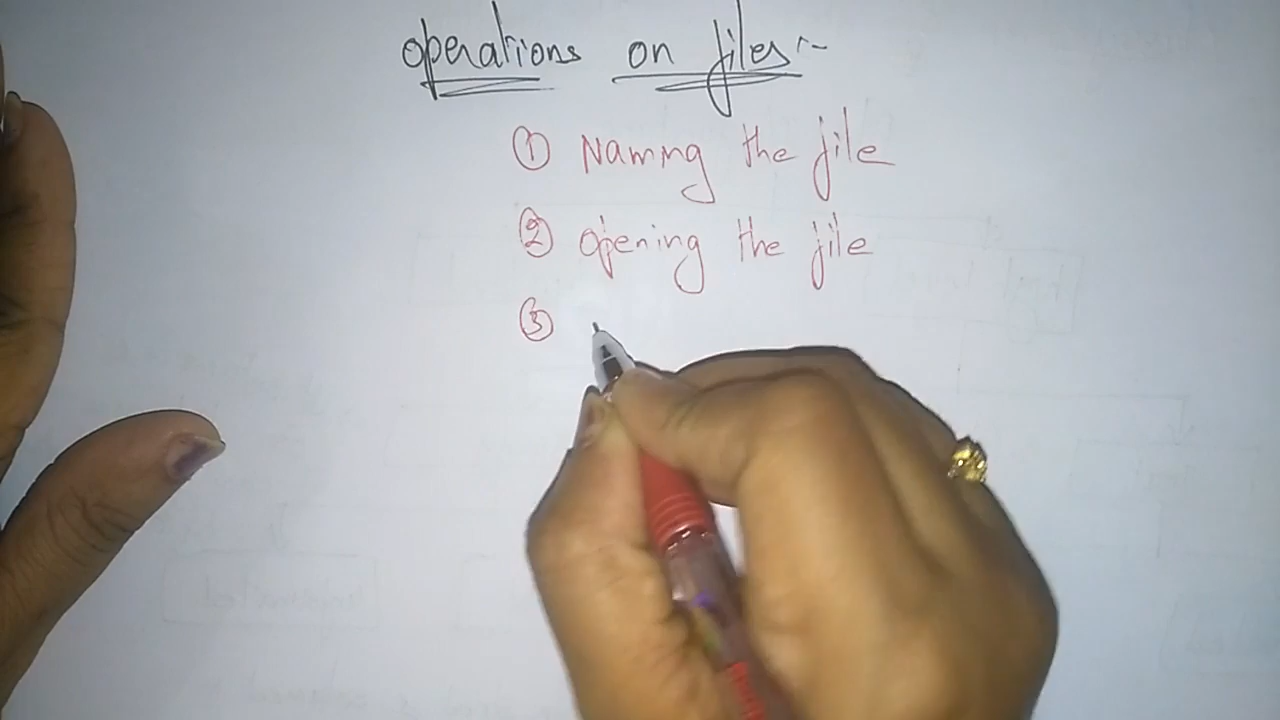 operations on files:-
① Naming the file
② opening the file
③